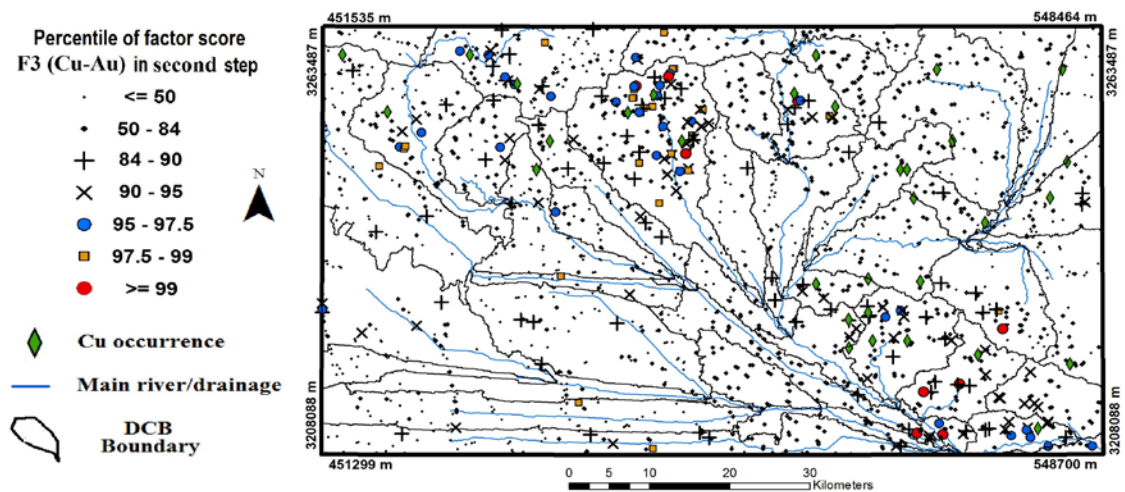 Percentile of factor score
F3 (Cu-Au) in second step
<= 50
50 - 84
84 - 90
90 - 95
95 - 97.5
97.5 - 99
>= 99
Cu occurrence
Main river/drainage
DCB
Boundary
N
451535 m
548464 m
3263487 m
3263487 m
3208088 m
3208088 m
451299 m
548700 m
0 5 10 20 30
Kilometers